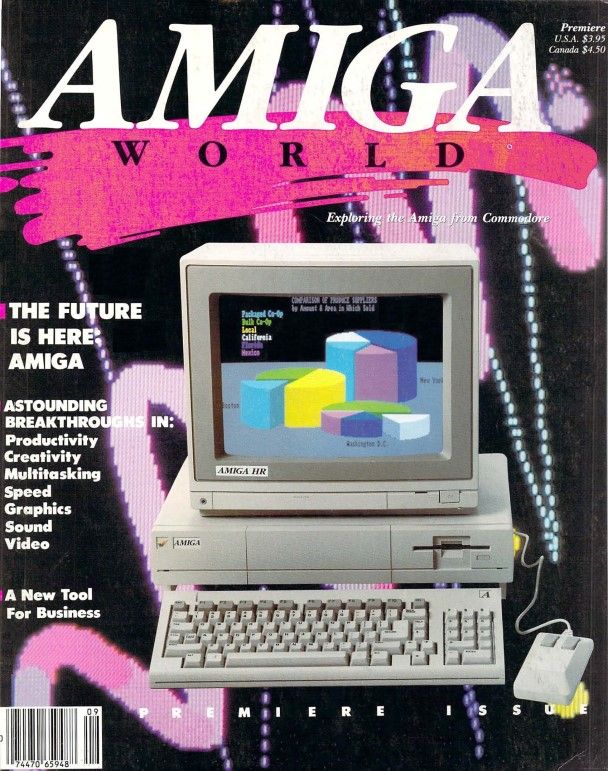 AMIGA
WORLD
Premiere
U.S.A. $3.95
Canada $4.50
Exploring the Amiga from Commodore
THE FUTURE
IS HERE:
AMIGA
ASTOUNDING
BREAKTHROUGHS IN:
Productivity
Creativity
Multitasking
Speed
Graphics
Sound
Video
A New Tool
For Business
COMPARISON OF PRODUCE SUPPLIERS
by Amount & Area in Which Sold
Packaged Co-Op
Bulk Co-Op
Local
California
Florida
Mexico
New York
Boston
Washington D.C.
AMIGA HR
AMIGA
A
PREMIERE ISSUE
09
74470 65948